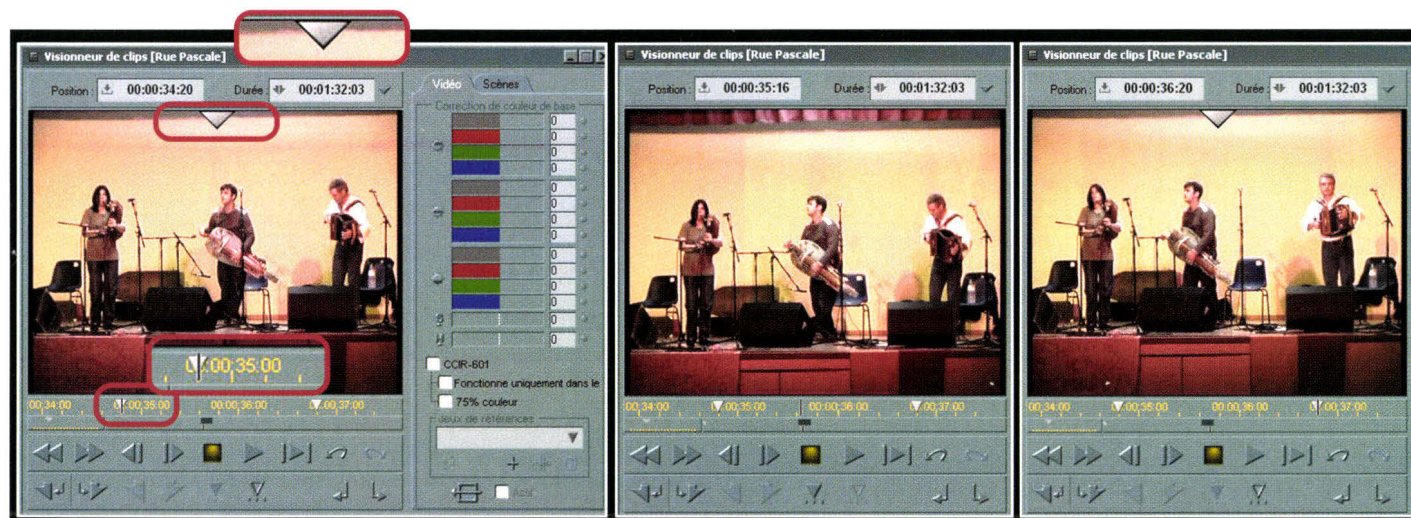 Visionneur de clips [Rue Pascale]
Position : 00:00:34:20 Durée 00:01:32:03
Vidéo Scènes
Correction de couleur de base
0
0
0
0
0
0
0
0
0
0
0
0
0
0
CCIR-601
Fonctionne uniquement dans le
75% couleur
Jeux de références
00:00;35:00
00;34:00 00:00;35:00 00:00;36:00 00:00;37:00
Visionneur de clips [Rue Pascale]
Position : 00:00:35:16 Durée : 00:01:32:03
00;34:00 00:00;35:00 00:00;36:00 00:00;37:00
Visionneur de clips [Rue Pascale]
Position : 00:00:36:20 Durée : 00:01:32:03
00;34:00 00:00;35:00 00:00;36:00 00:00;37:00